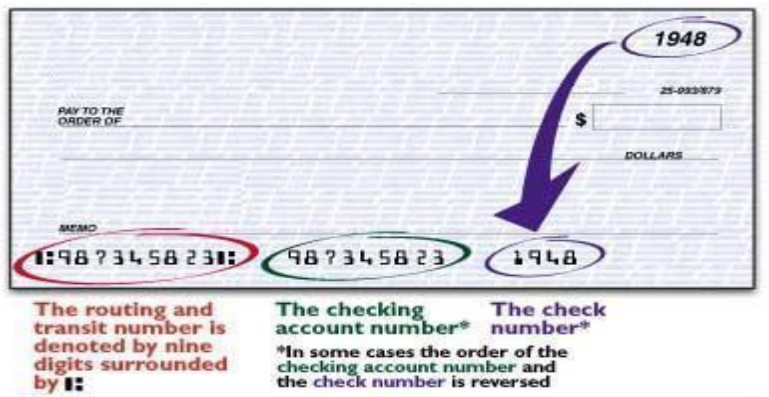 1948
25-093/879
PAY TO THE
ORDER OF
$
DOLLARS
MEMO
⑆987345823⑆ 987345823 1948
The routing and
transit number is
denoted by nine
digits surrounded
by ⑆
The checking
account number*
The check
number*
*In some cases the order of the
checking account number and
the check number is reversed